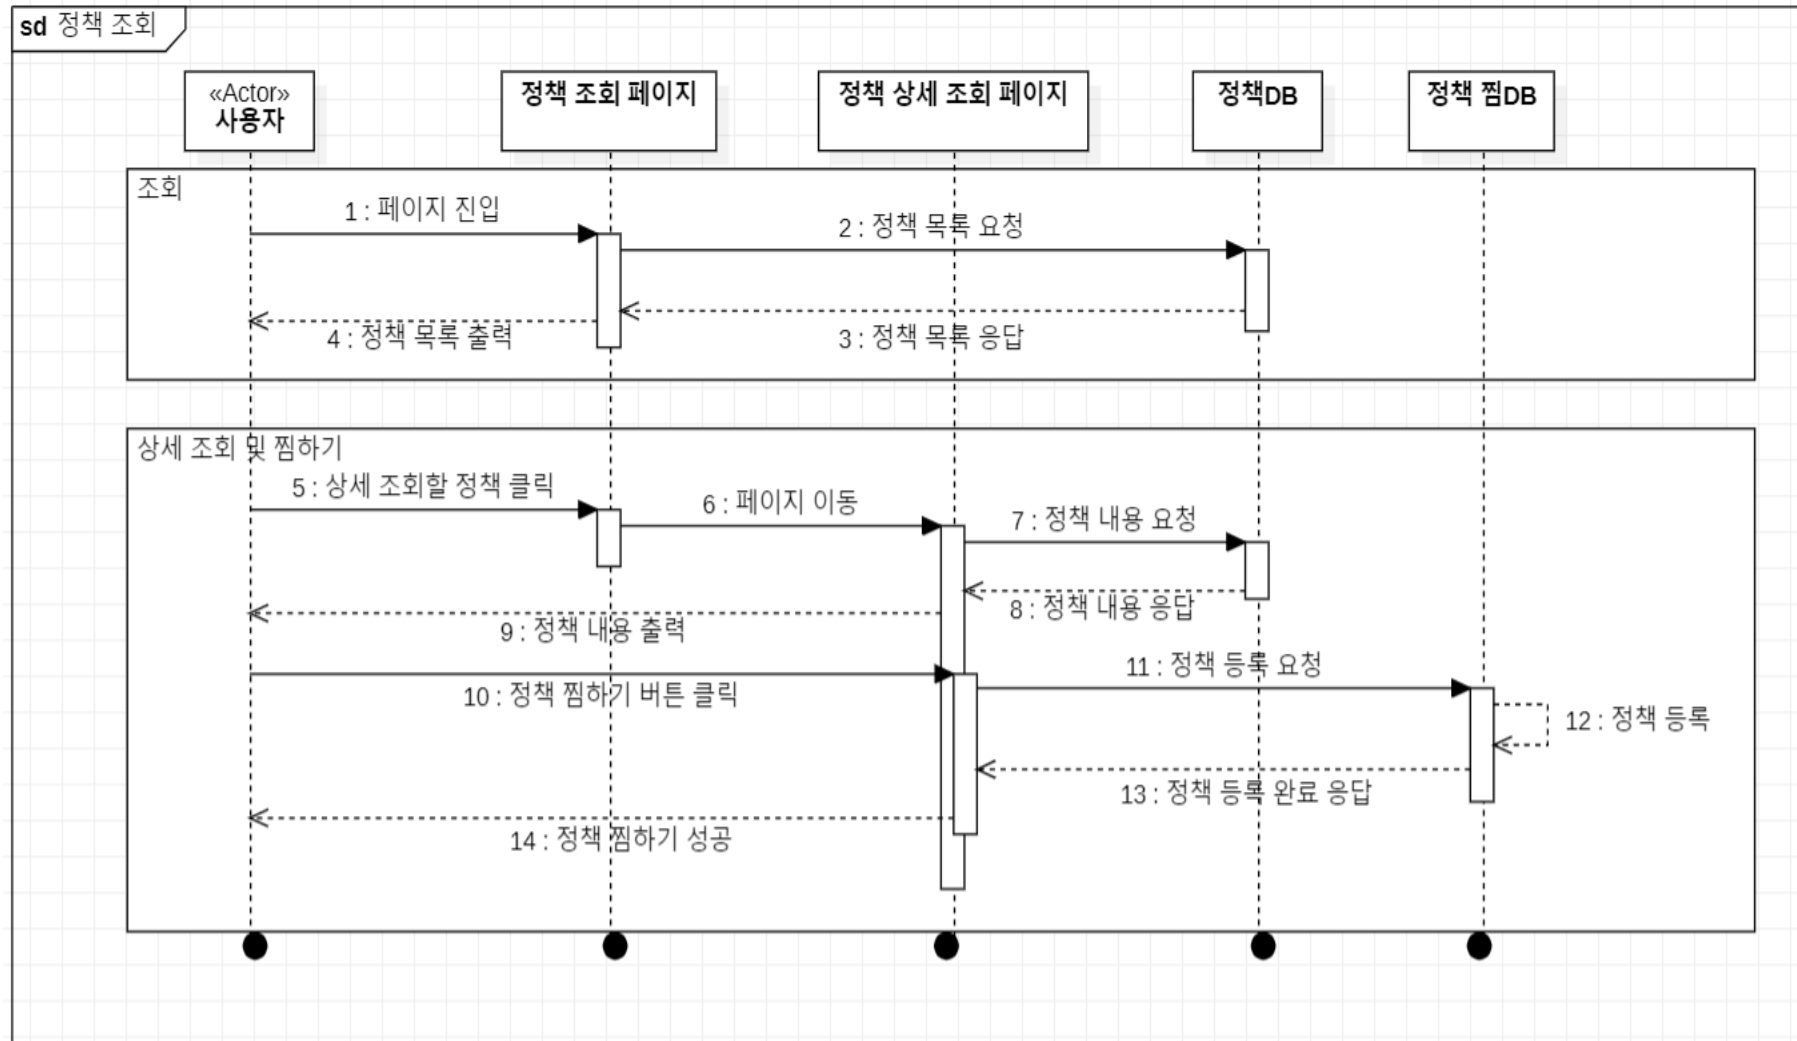 sd 정책 조회
«Actor»
사용자
정책 조회 페이지
정책 상세 조회 페이지
정책DB
정책 찜DB
조회
1 : 페이지 진입
2 : 정책 목록 요청
3 : 정책 목록 응답
4 : 정책 목록 출력
상세 조회 및 찜하기
5 : 상세 조회할 정책 클릭
6 : 페이지 이동
7 : 정책 내용 요청
8 : 정책 내용 응답
9 : 정책 내용 출력
10 : 정책 찜하기 버튼 클릭
11 : 정책 등록 요청
12 : 정책 등록
13 : 정책 등록 완료 응답
14 : 정책 찜하기 성공